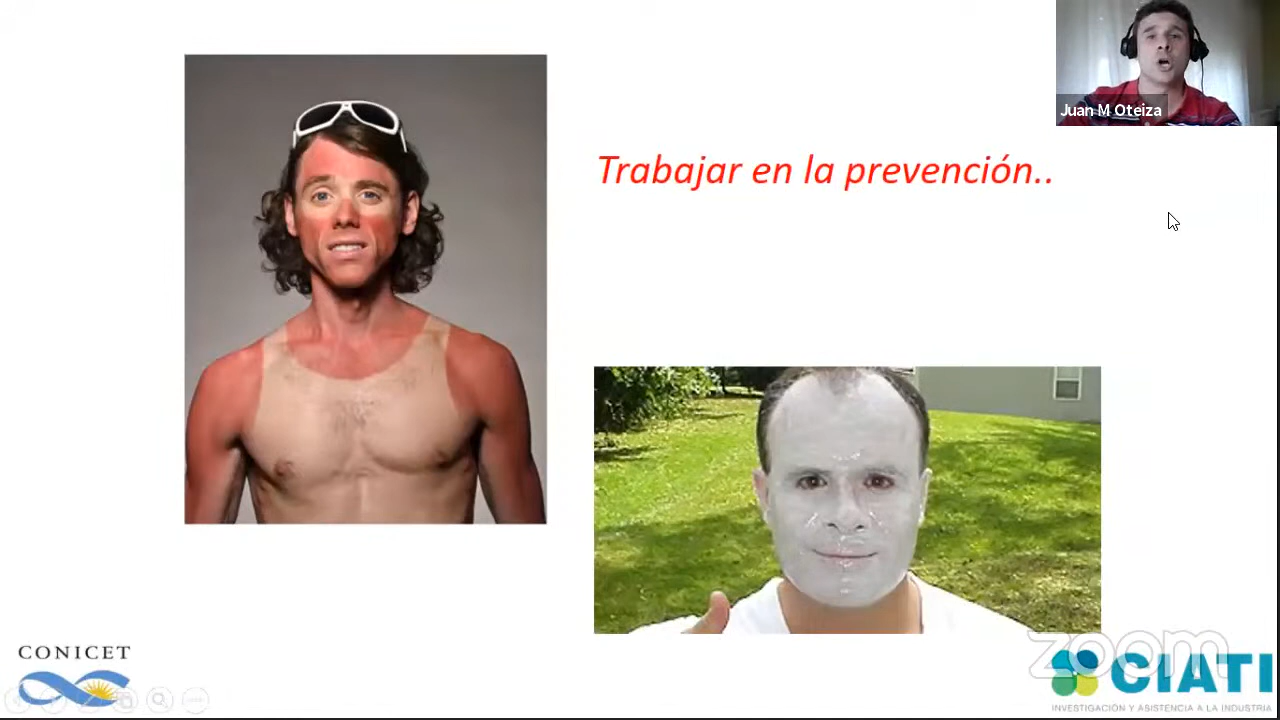 Juan M Oteiza
Trabajar en la prevención..
zoom
CONICET
CIATI
INVESTIGACIÓN Y ASISTENCIA A LA INDUSTRIA